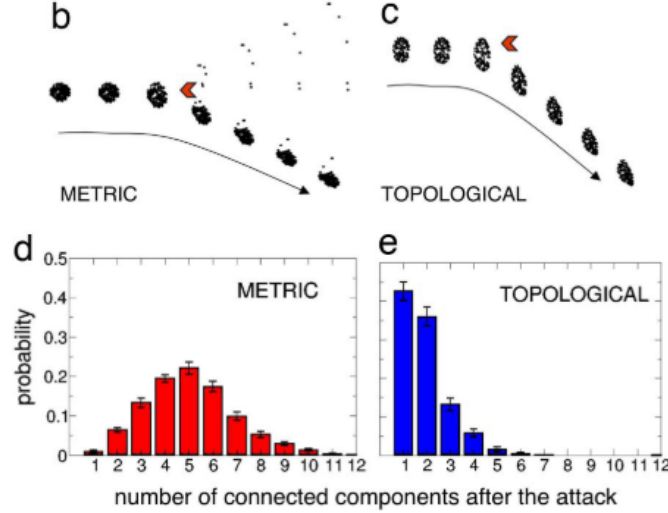 b
c
METRIC
TOPOLOGICAL
d
e
0.5
METRIC
TOPOLOGICAL
0.4
0.3
0.2
0.1
0
probability
1 2 3 4 5 6 7 8 9 10 11 12
1 2 3 4 5 6 7 8 9 10 11 12
number of connected components after the attack